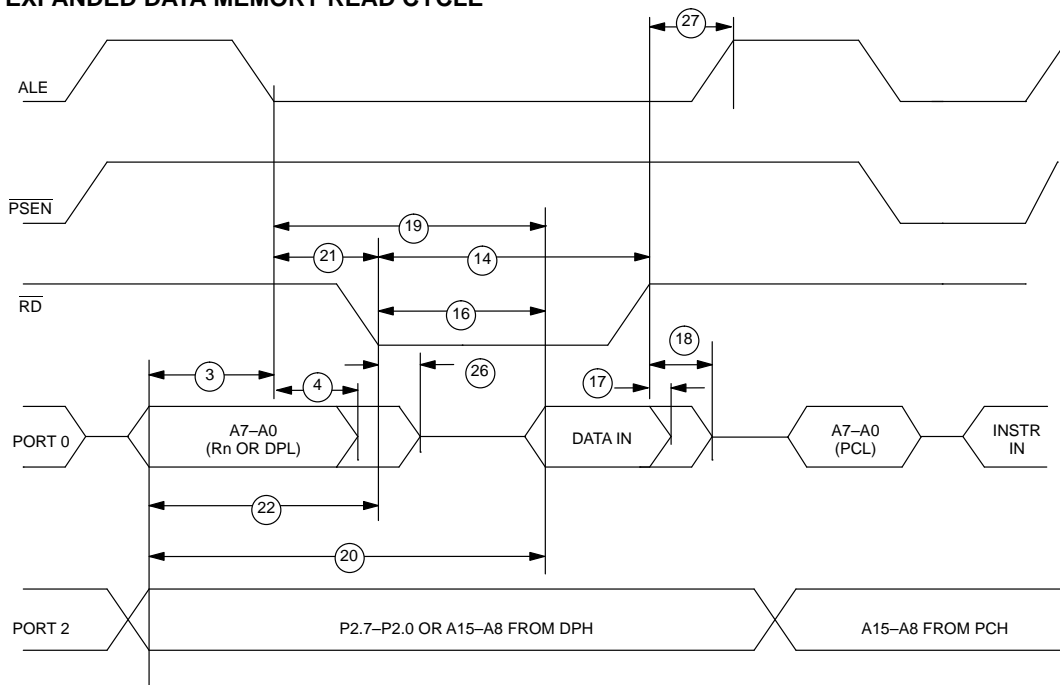 EXPANDED DATA MEMORY READ CYCLE
27
ALE
PSEN
19
21
14
RD
16
18
3
4
26
17
PORT 0
A7–A0
(Rn OR DPL)
DATA IN
A7–A0
(PCL)
INSTR
IN
22
20
PORT 2
P2.7–P2.0 OR A15–A8 FROM DPH
A15–A8 FROM PCH